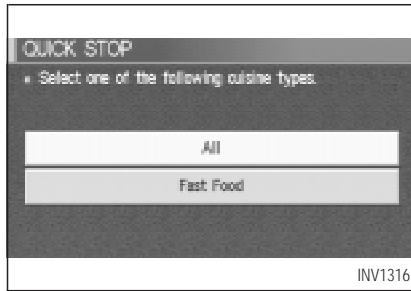 QUICK STOP
• Select one of the following cuisine types.
All
Fast Food
INV1316